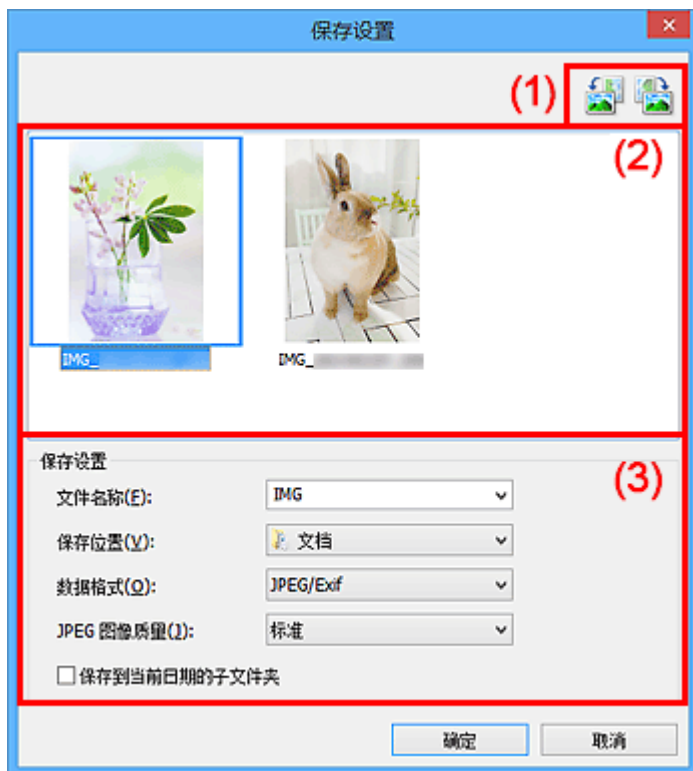 保存设置
(1)
(2)
IMG_
IMG_
保存设置
(3)
文件名称(F):
IMG
保存位置(V):
文档
数据格式(O):
JPEG/Exif
JPEG 图像质量(J):
标准
保存到当前日期的子文件夹
确定
取消